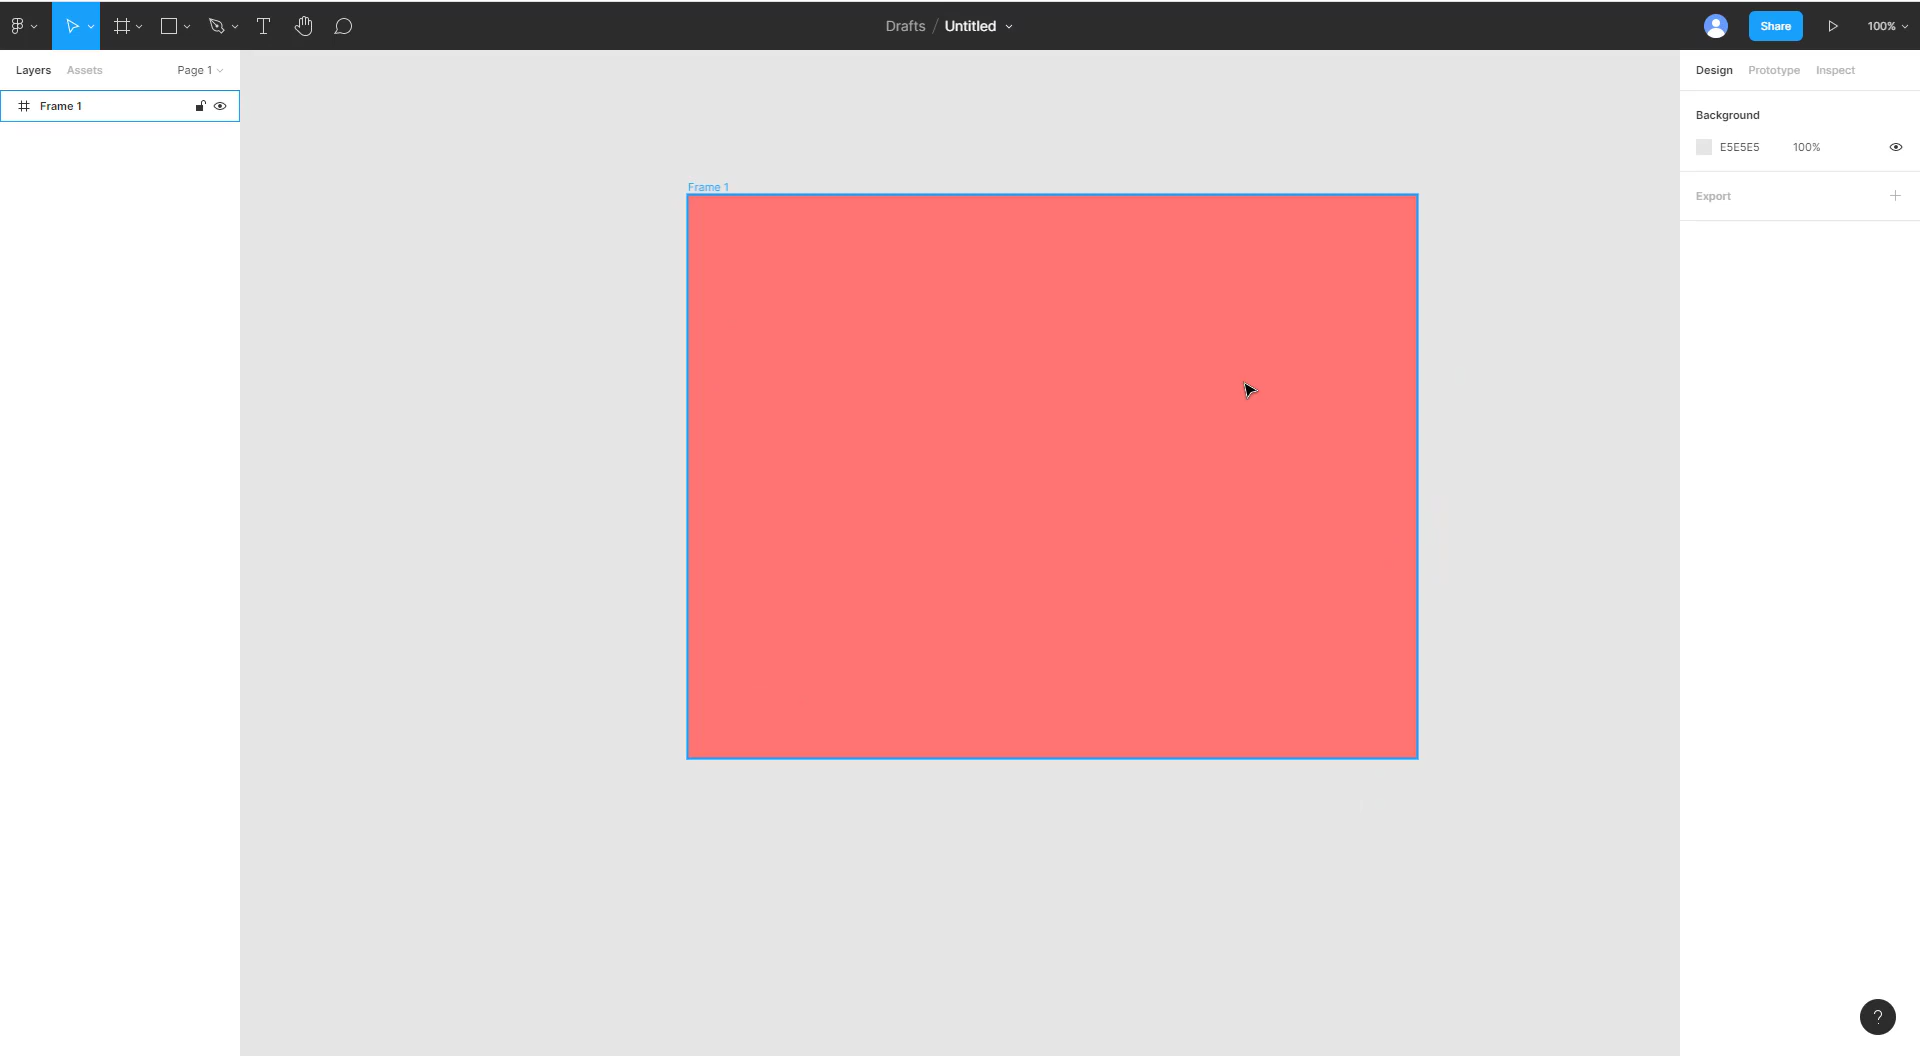 Drafts / Untitled
Share
100%
Layers Assets Page 1
Design Prototype Inspect
Frame 1
Background
E5E5E5 100%
Frame 1
Export
?